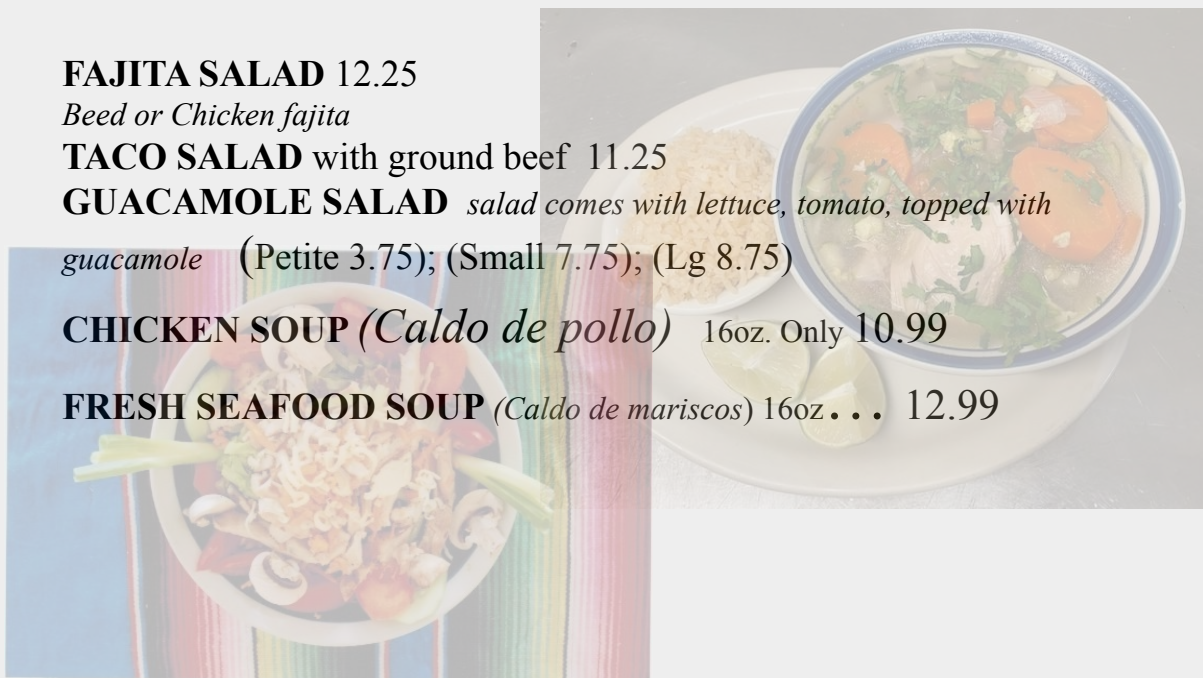 FAJITA SALAD 12.25
Beed or Chicken fajita
TACO SALAD with ground beef 11.25
GUACAMOLE SALAD salad comes with lettuce, tomato, topped with
guacamole (Petite 3.75); (Small 7.75); (Lg 8.75)
CHICKEN SOUP (Caldo de pollo) 16oz. Only 10.99
FRESH SEAFOOD SOUP (Caldo de mariscos) 16oz... 12.99